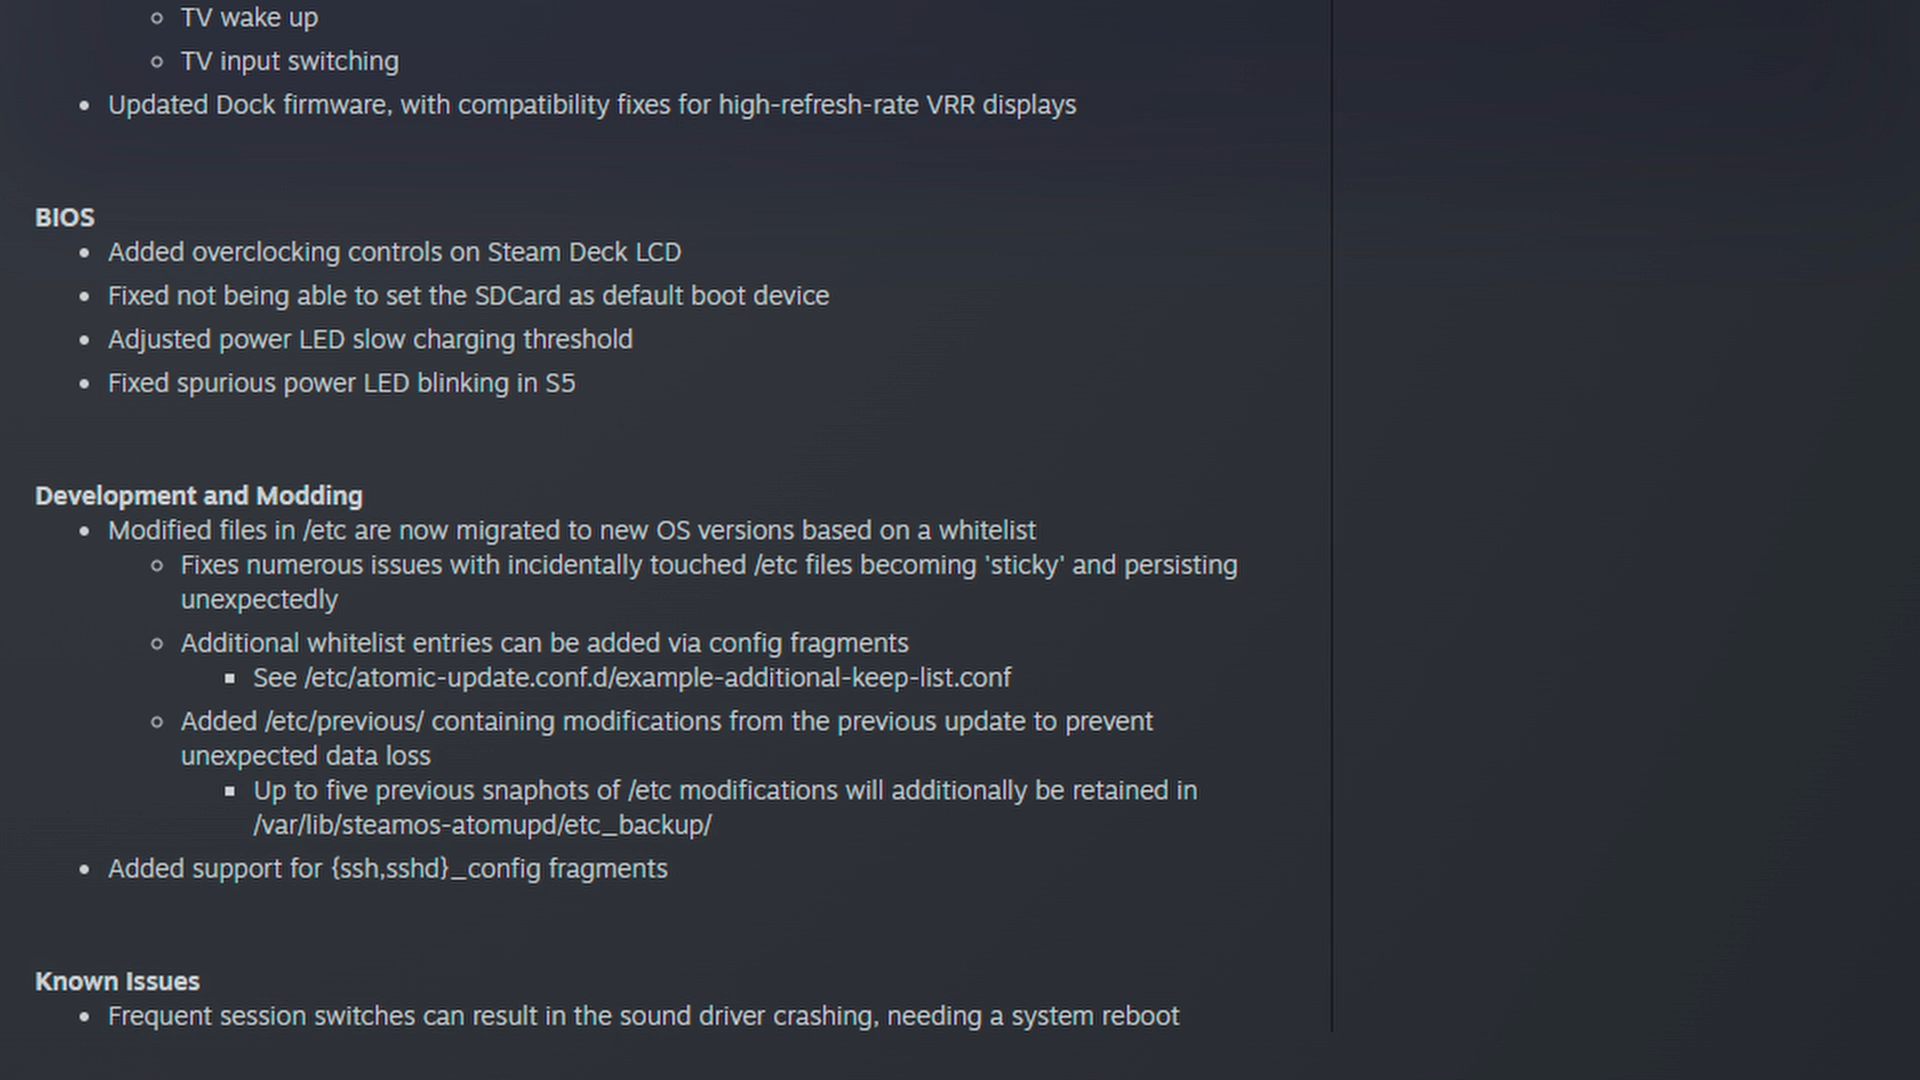 TV wake up
TV input switching
Updated Dock firmware, with compatibility fixes for high-refresh-rate VRR displays
BIOS
Added overclocking controls on Steam Deck LCD
Fixed not being able to set the SDCard as default boot device
Adjusted power LED slow charging threshold
Fixed spurious power LED blinking in S5
Development and Modding
Modified files in /etc are now migrated to new OS versions based on a whitelist
Fixes numerous issues with incidentally touched /etc files becoming 'sticky' and persisting
unexpectedly
Additional whitelist entries can be added via config fragments
See /etc/atomic-update.conf.d/example-additional-keep-list.conf
Added /etc/previous/ containing modifications from the previous update to prevent
unexpected data loss
Up to five previous snaphots of /etc modifications will additionally be retained in
/var/lib/steamos-atomupd/etc_backup/
Added support for {ssh,sshd}_config fragments
Known Issues
Frequent session switches can result in the sound driver crashing, needing a system reboot